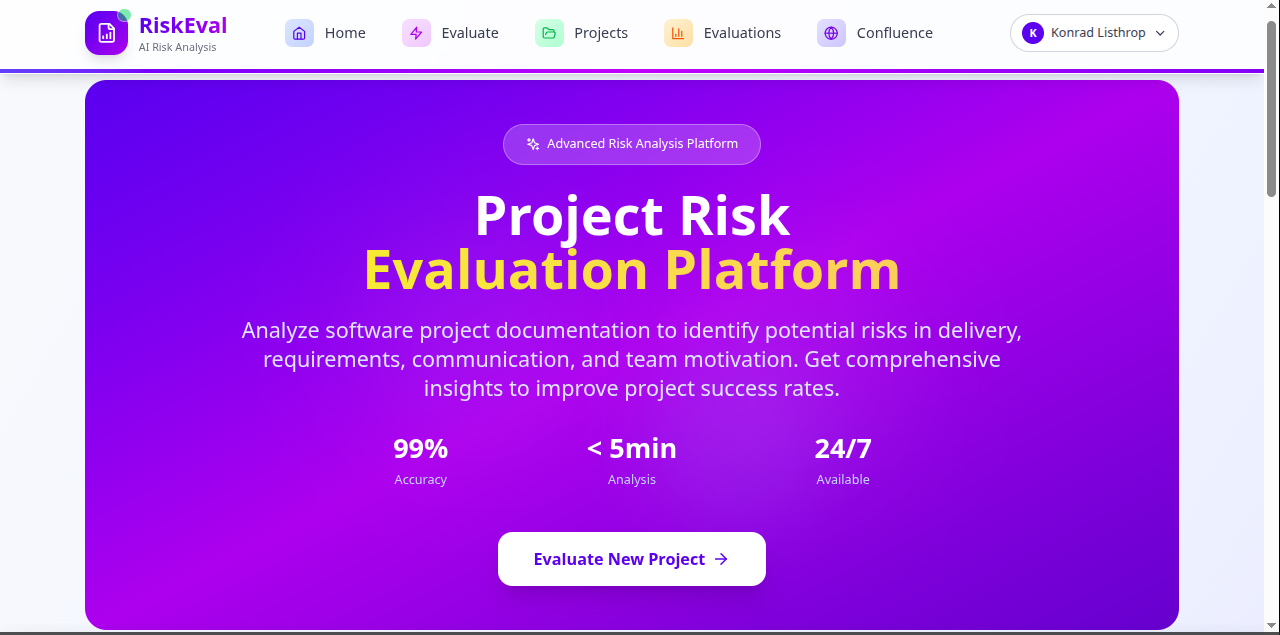 RiskEval
AI Risk Analysis
Home
Evaluate
Projects
Evaluations
Confluence
K
Konrad Listhrop
Advanced Risk Analysis Platform
Project Risk
Evaluation Platform
Analyze software project documentation to identify potential risks in delivery,
requirements, communication, and team motivation. Get comprehensive
insights to improve project success rates.
99%
Accuracy
< 5min
Analysis
24/7
Available
Evaluate New Project